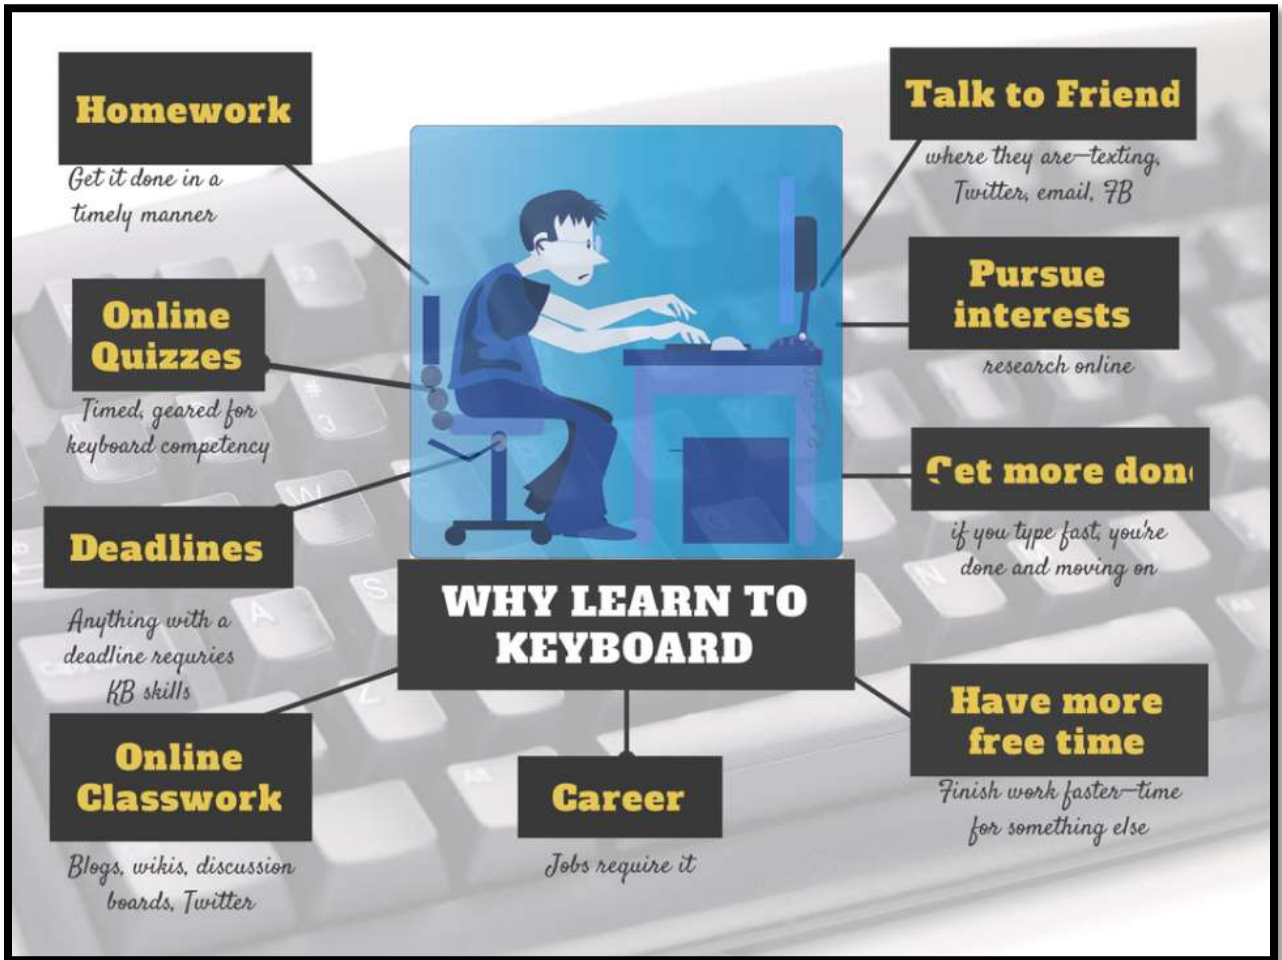 Homework
Get it done in a
timely manner
Online
Quizzes
Timed, geared for
keyboard competency
Deadlines
Anything with a
deadline requries
KB skills
Online
Classwork
Blogs, wikis, discussion
boards, Twitter
WHY LEARN TO
KEYBOARD
Career
Jobs require it
Talk to Friend
where they are—texting,
Twitter, email, FB
Pursue
interests
research online
Get more done
if you type fast, you're
done and moving on
Have more
free time
Finish work faster—time
for something else